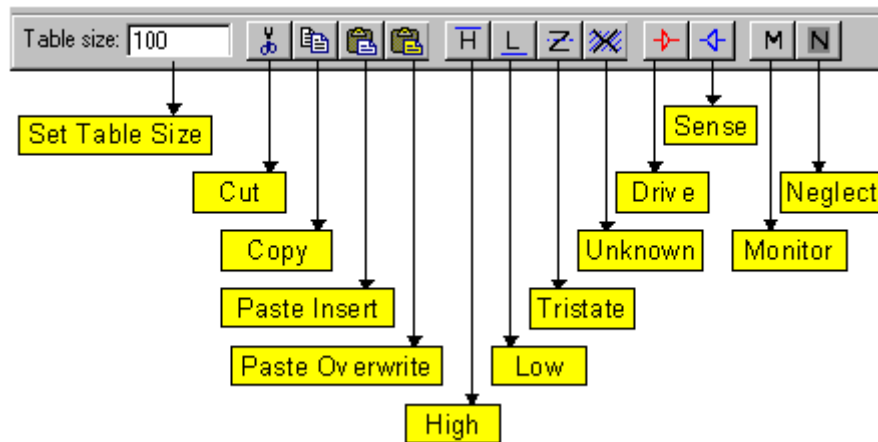 Table size: 100 H L Z X M N
Set Table Size
Sense
Cut
Drive
Neglect
Copy
Unknown
Monitor
Paste Insert
Tristate
Paste Overwrite
Low
High